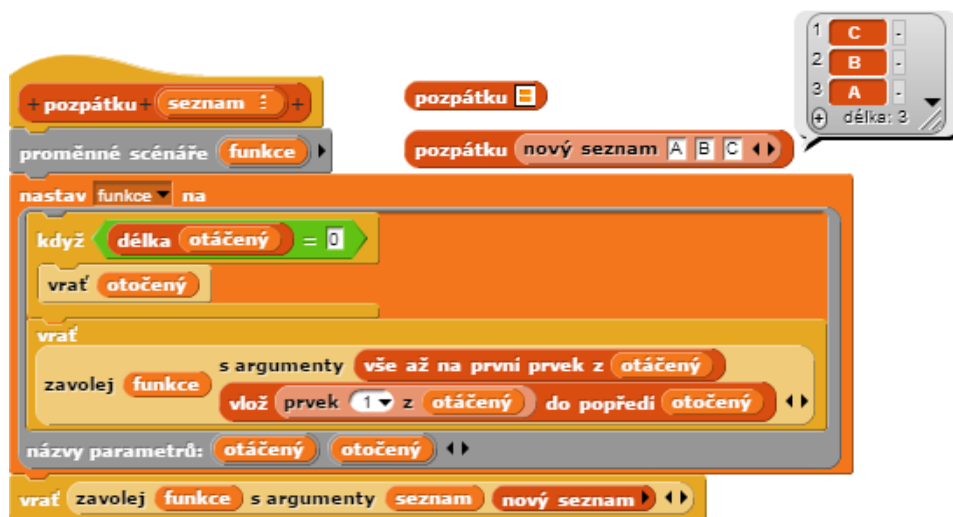 + pozpátku + seznam ⋮ +
proměnné scénáře funkce
nastav funkce na
když délka otáčený = 0
vrať otočený
vrať
zavolej funkce s argumenty vše až na první prvek z otáčený
vlož prvek 1 z otáčený do popředí otočený
názvy parametrů: otáčený otočený
vrať zavolej funkce s argumenty seznam nový seznam
pozpátku
pozpátku nový seznam A B C
1 C -
2 B -
3 A -
+ délka: 3